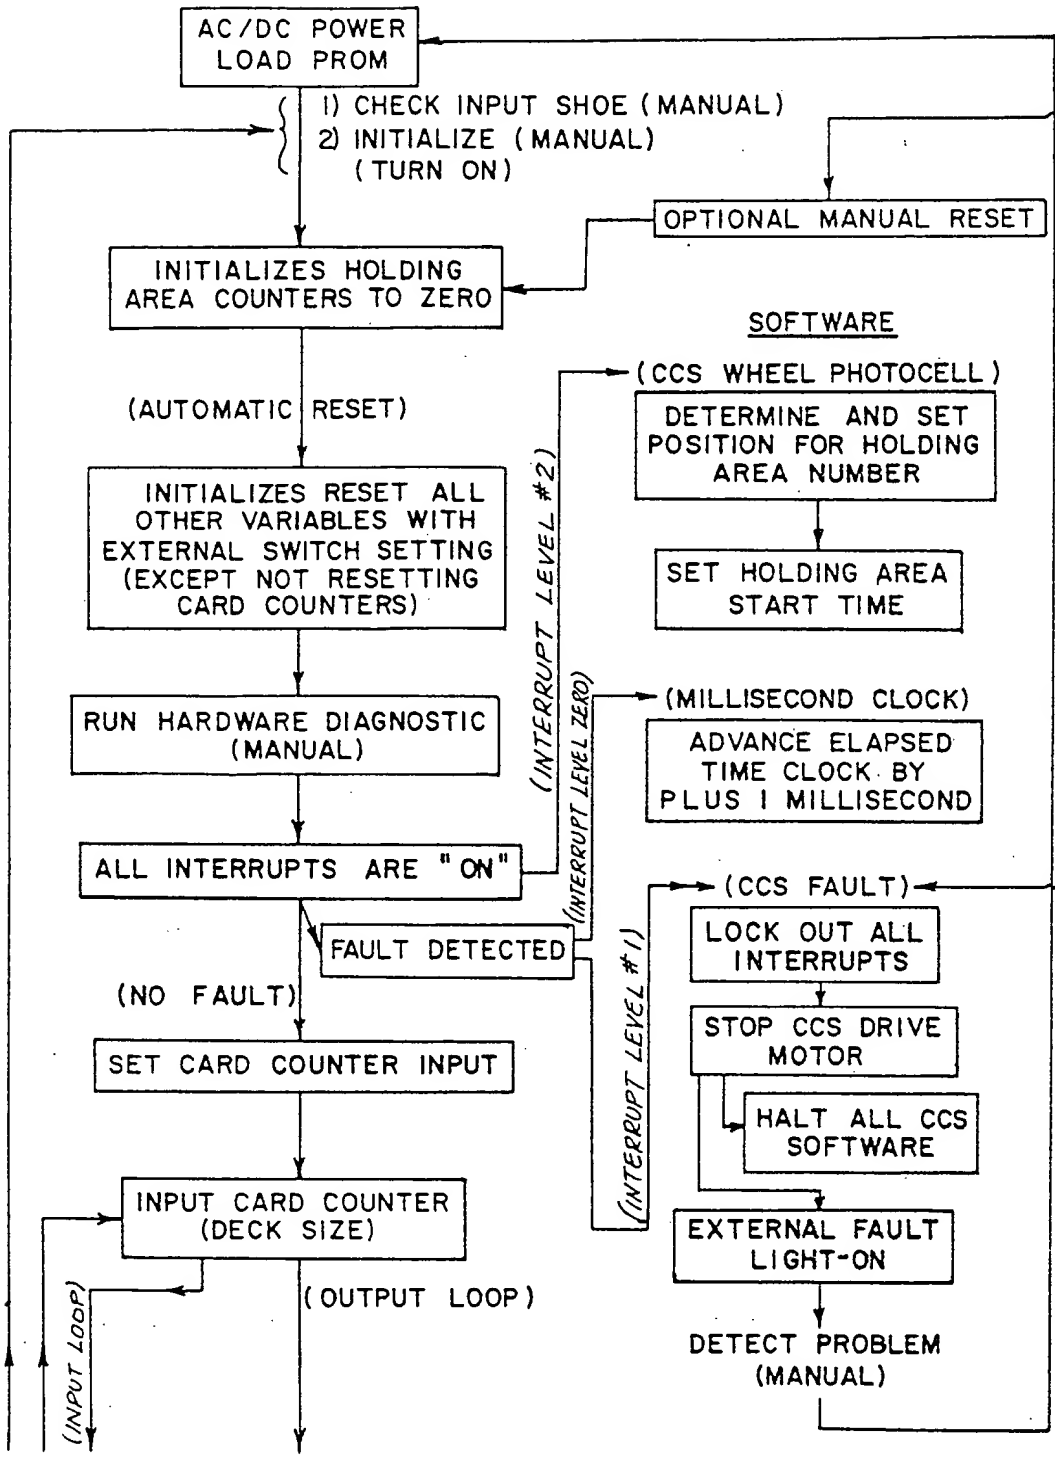 AC/DC POWER
LOAD PROM
1) CHECK INPUT SHOE (MANUAL)
2) INITIALIZE (MANUAL)
(TURN ON)
OPTIONAL MANUAL RESET
INITIALIZES HOLDING
AREA COUNTERS TO ZERO
(AUTOMATIC RESET)
INITIALIZES RESET ALL
OTHER VARIABLES WITH
EXTERNAL SWITCH SETTING
(EXCEPT NOT RESETTING
CARD COUNTERS)
RUN HARDWARE DIAGNOSTIC
(MANUAL)
ALL INTERRUPTS ARE "ON"
FAULT DETECTED
(NO FAULT)
SET CARD COUNTER INPUT
INPUT CARD COUNTER
(DECK SIZE)
(INPUT LOOP)
(OUTPUT LOOP)
(INTERRUPT LEVEL #2)
(INTERRUPT LEVEL ZERO)
(INTERRUPT LEVEL #1)
SOFTWARE
(CCS WHEEL PHOTOCELL)
DETERMINE AND SET
POSITION FOR HOLDING
AREA NUMBER
SET HOLDING AREA
START TIME
(MILLISECOND CLOCK)
ADVANCE ELAPSED
TIME CLOCK BY
PLUS 1 MILLISECOND
(CCS FAULT)
LOCK OUT ALL
INTERRUPTS
STOP CCS DRIVE
MOTOR
HALT ALL CCS
SOFTWARE
EXTERNAL FAULT
LIGHT-ON
DETECT PROBLEM
(MANUAL)